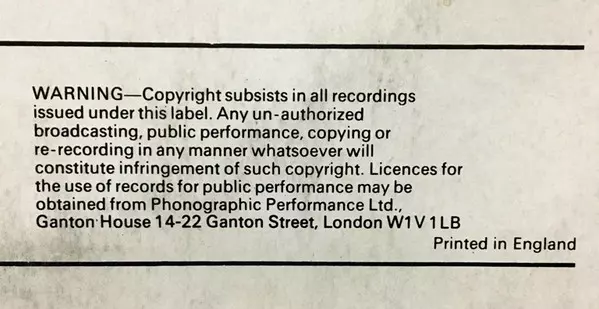 WARNING—Copyright subsists in all recordings
issued under this label. Any un-authorized
broadcasting, public performance, copying or
re-recording in any manner whatsoever will
constitute infringement of such copyright. Licences for
the use of records for public performance may be
obtained from Phonographic Performance Ltd.,
Ganton House 14-22 Ganton Street, London W1V 1LB
Printed in England